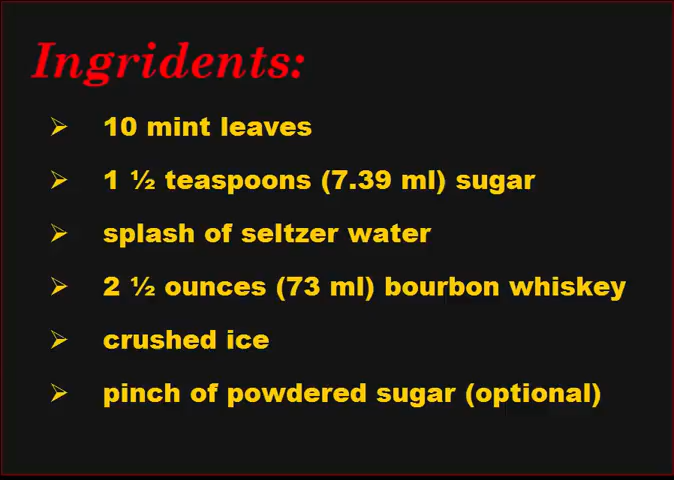 Ingridents:
10 mint leaves
1 ½ teaspoons (7.39 ml) sugar
splash of seltzer water
2 ½ ounces (73 ml) bourbon whiskey
crushed ice
pinch of powdered sugar (optional)